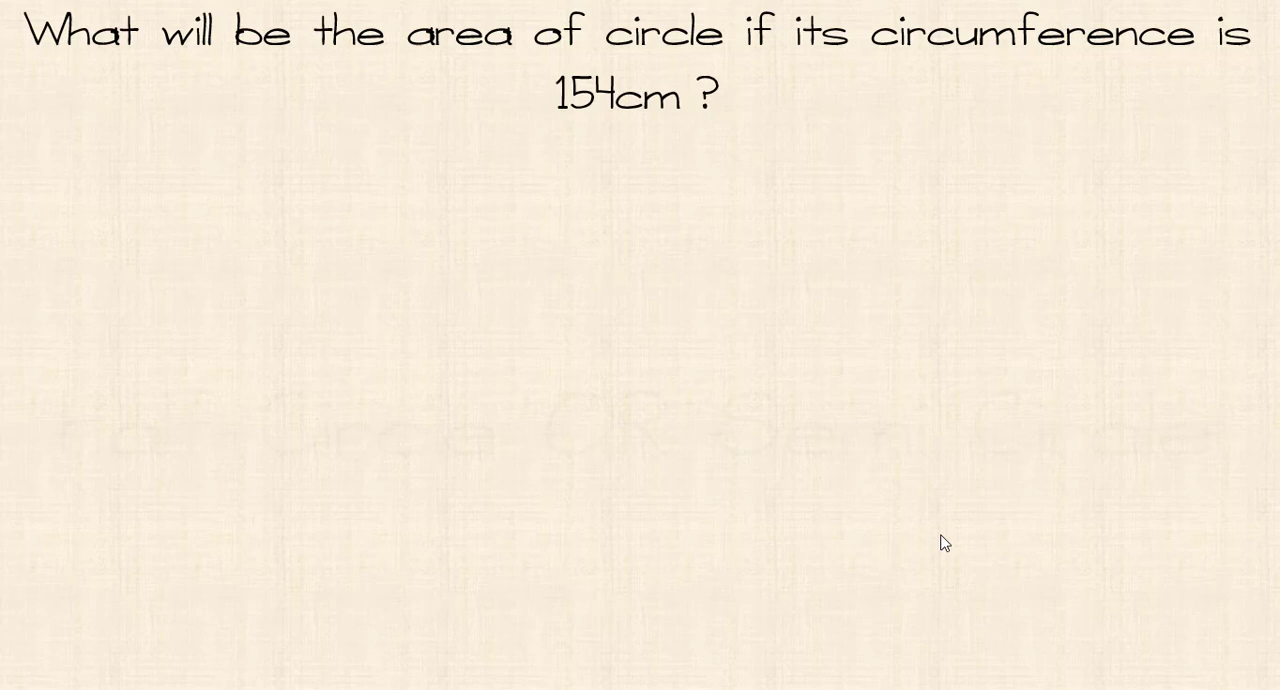 What will be the area of circle if its circumference is
154cm ?